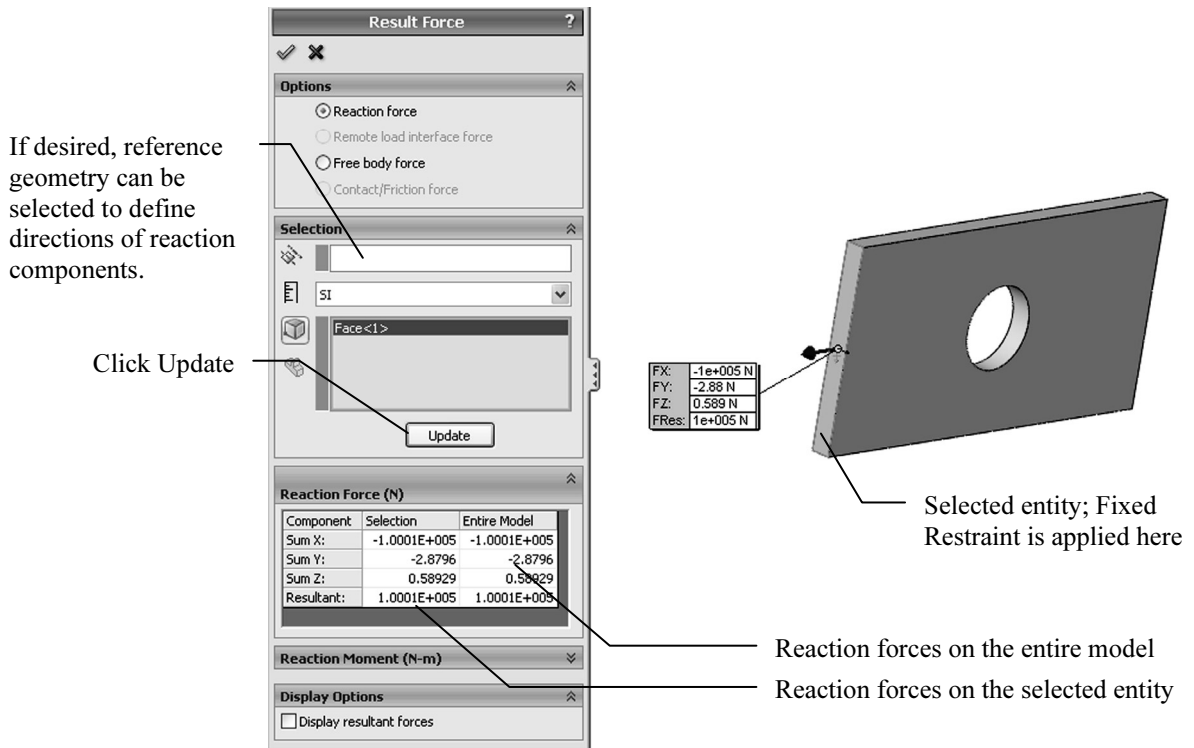 Result Force ?
Options
Reaction force
Remote load interface force
Free body force
Contact/Friction force
If desired, reference
geometry can be
selected to define
directions of reaction
components.
Selection
SI
Face<1>
Click Update
Update
FX: -1e+005 N
FY: -2.88 N
FZ: 0.589 N
FRes: 1e+005 N
Selected entity; Fixed
Restraint is applied here
Reaction Force (N)
Component Selection Entire Model
Sum X: -1.0001E+005 -1.0001E+005
Sum Y: -2.8796 -2.8796
Sum Z: 0.58929 0.58929
Resultant: 1.0001E+005 1.0001E+005
Reaction forces on the entire model
Reaction Moment (N-m)
Reaction forces on the selected entity
Display Options
Display resultant forces